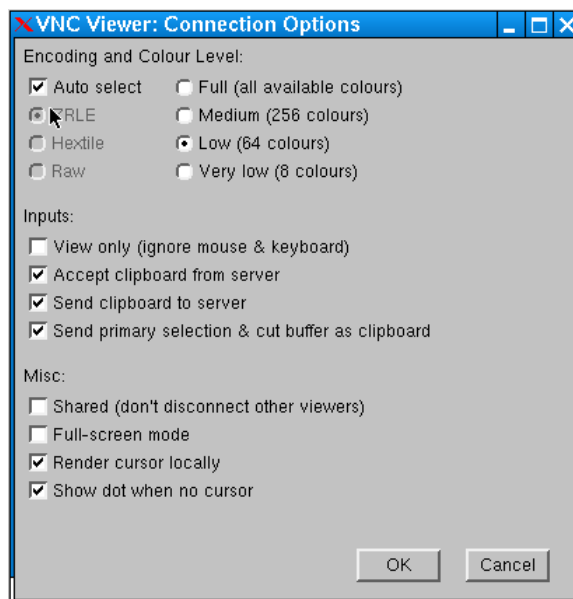 VNC Viewer: Connection Options
Encoding and Colour Level:
Auto select
Full (all available colours)
ZRLE
Medium (256 colours)
Hextile
Low (64 colours)
Raw
Very low (8 colours)
Inputs:
View only (ignore mouse & keyboard)
Accept clipboard from server
Send clipboard to server
Send primary selection & cut buffer as clipboard
Misc:
Shared (don't disconnect other viewers)
Full-screen mode
Render cursor locally
Show dot when no cursor
OK
Cancel